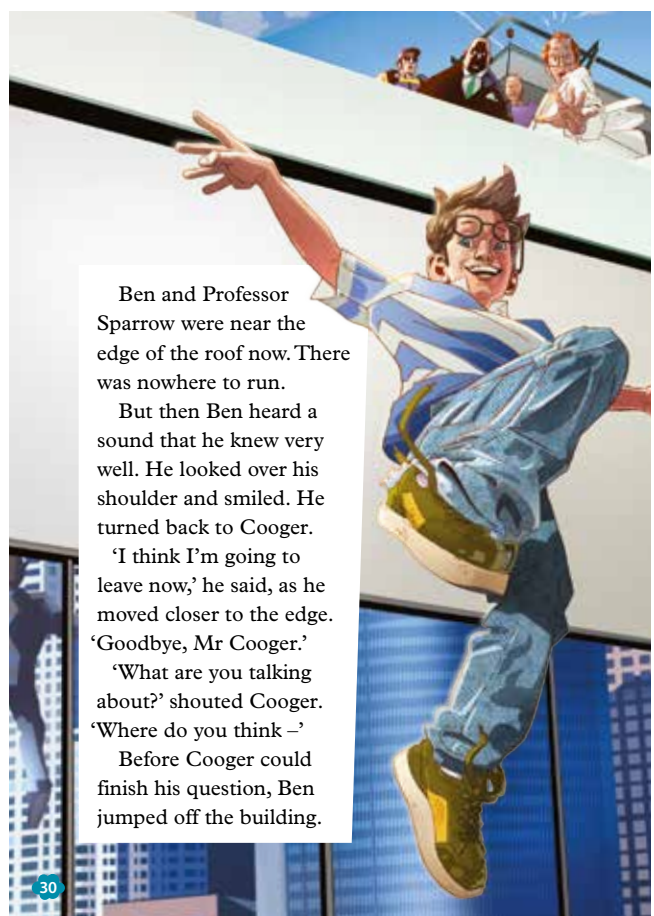 Ben and Professor
Sparrow were near the
edge of the roof now. There
was nowhere to run.
But then Ben heard a
sound that he knew very
well. He looked over his
shoulder and smiled. He
turned back to Cooger.
‘I think I’m going to
leave now,’ he said, as he
moved closer to the edge.
‘Goodbye, Mr Cooger.’
‘What are you talking
about?’ shouted Cooger.
‘Where do you think –’
Before Cooger could
finish his question, Ben
jumped off the building.
30